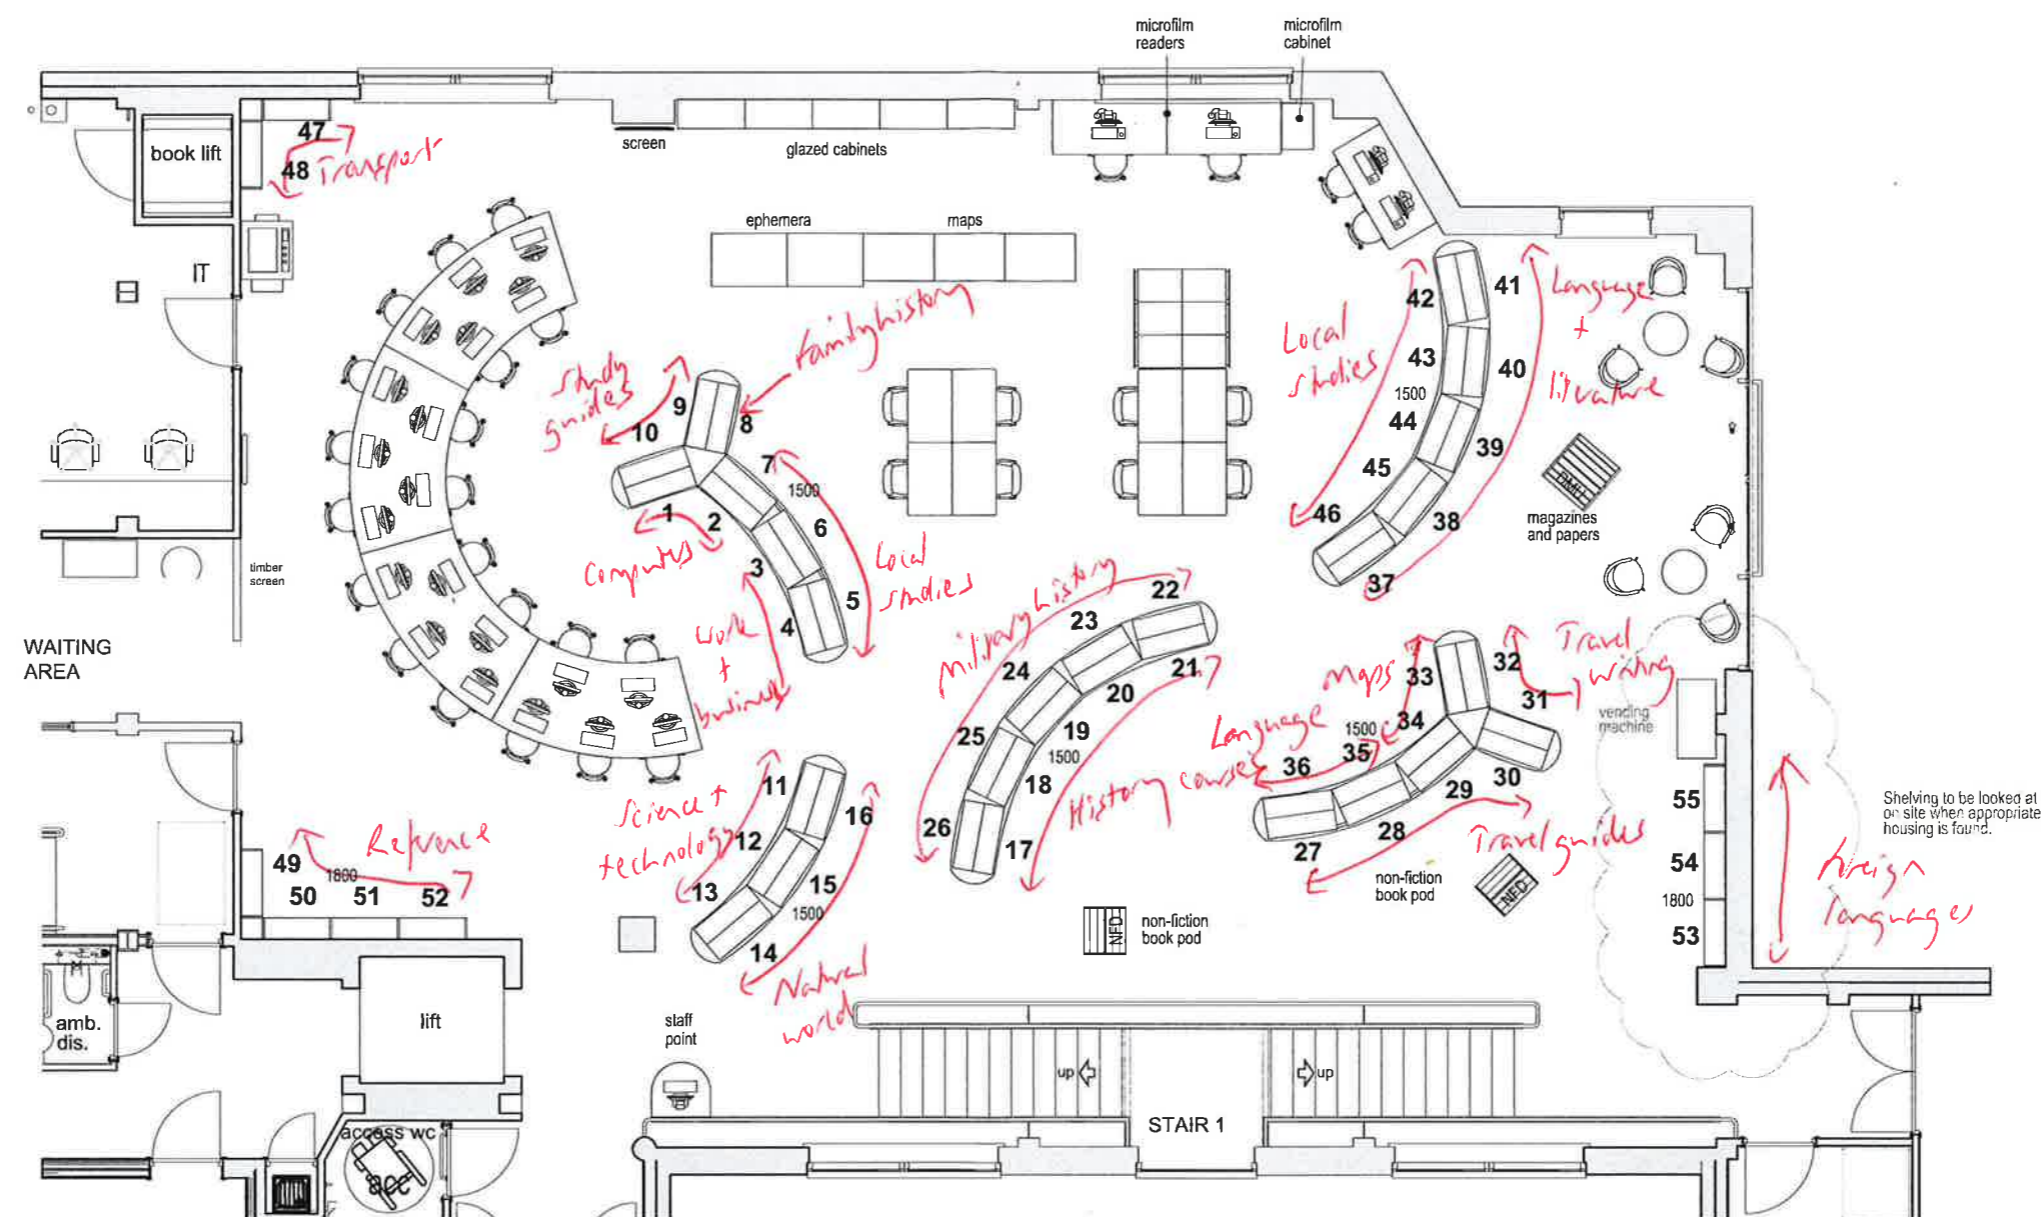 microfilm
readers
microfilm
cabinet
book lift
47
48
Transport
screen
glazed cabinets
ephemera
maps
IT
Family history
Study
guides
9
10
8
7
1500
6
5
1
2
3
4
Computers
Local
studies
Work
+
business
42
41
43
40
1500
44
39
45
46
38
37
Local
studies
Language
+
literature
magazines
and papers
timber
screen
WAITING
AREA
Military history
22
23
24
25
26
21
20
19
1500
18
17
History
Maps
33
34
32
31
Travel
writing
vending
machine
Language
courses
1500
35
36
30
29
28
27
Travel guides
non-fiction
book pod
NFD
non-fiction
book pod
NFD
55
54
1800
53
foreign
languages
Shelving to be looked at
on site when appropriate
housing is found.
Science +
technology
11
12
13
16
15
1500
14
Natural
world
Reference
49
1800
50
51
52
amb.
dis.
lift
staff
point
up
up
STAIR 1
access wc